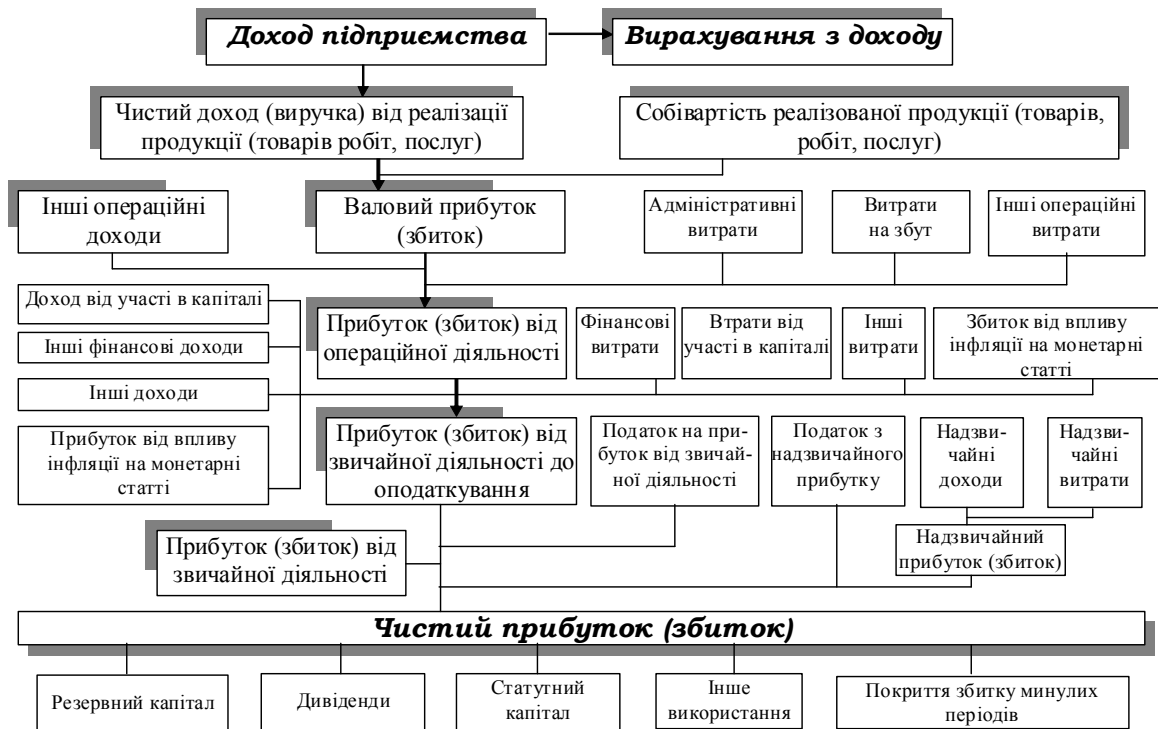 Доход підприємства
Вирахування з доходу
Чистий доход (виручка) від реалізації
продукції (товарів робіт, послуг)
Собівартість реалізованої продукції (товарів,
робіт, послуг)
Інші операційні
доходи
Валовий прибуток
(збиток)
Адміністративні
витрати
Витрати
на збут
Інші операційні
витрати
Доход від участі в капіталі
Інші фінансові доходи
Інші доходи
Прибуток від впливу
інфляції на монетарні
статті
Прибуток (збиток) від
операційної діяльності
Фінансові
витрати
Втрати від
участі в капіталі
Інші
витрати
Збиток від впливу
інфляції на монетарні
статті
Прибуток (збиток) від
звичайної діяльності до
оподаткування
Податок на при-
буток від звичай-
ної діяльності
Податок з
надзвичайного
прибутку
Надзви-
чайні
доходи
Надзви-
чайні
витрати
Прибуток (збиток) від
звичайної діяльності
Надзвичайний
прибуток (збиток)
Чистий прибуток (збиток)
Резервний капітал
Дивіденди
Статутний
капітал
Інше
використання
Покриття збитку минулих
періодів